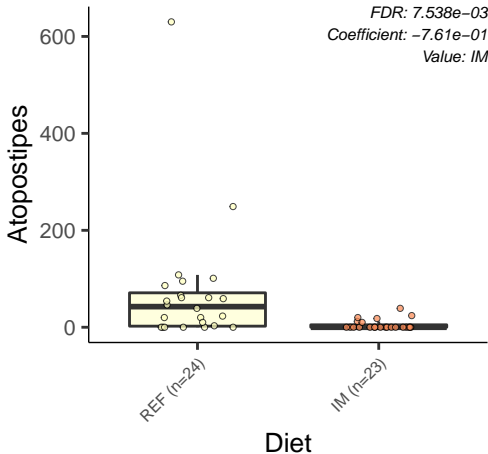 FDR: 7.538e−03
Coefficient: −7.61e−01
Value: IM
Atopostipes
600
400
200
0
REF (n=24)
IM (n=23)
Diet